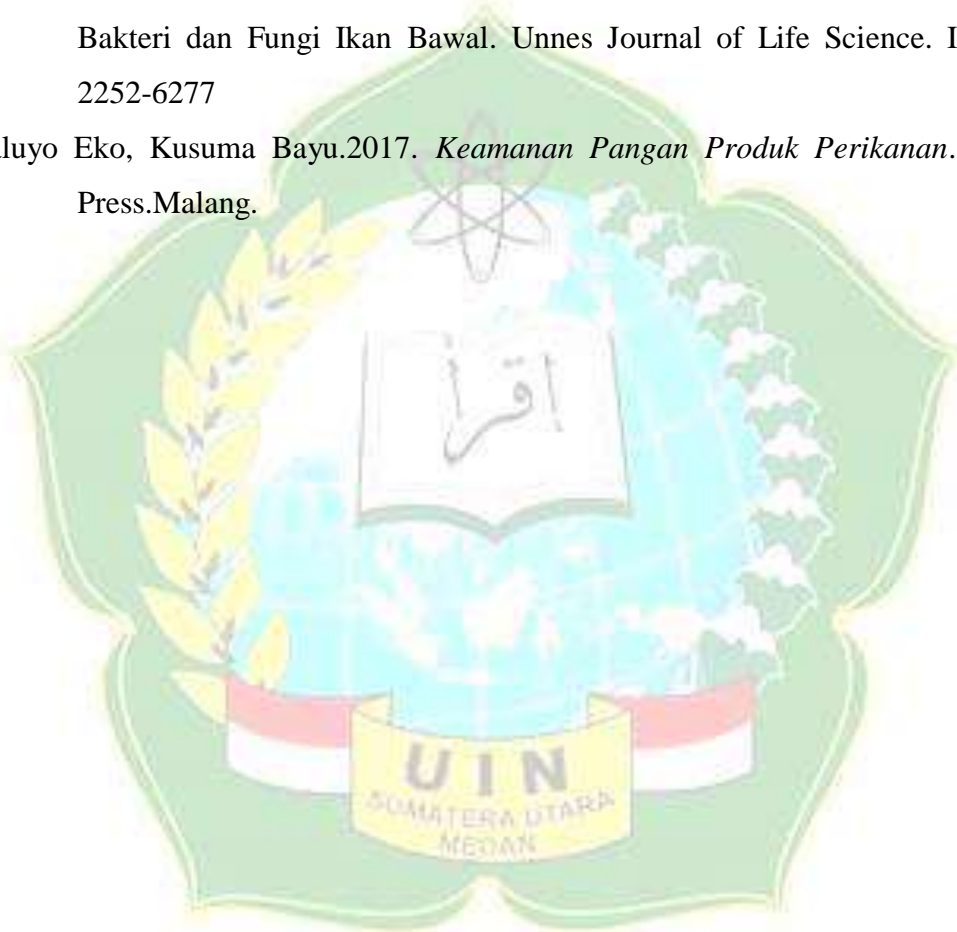 Bakteri dan Fungi Ikan Bawal. Unnes Journal of Life Science. I
2252-6277
luyo Eko, Kusuma Bayu.2017. Keamanan Pangan Produk Perikanan.
Press.Malang.
اقرأ
UIN
SUMATERA UTARA
MEDAN